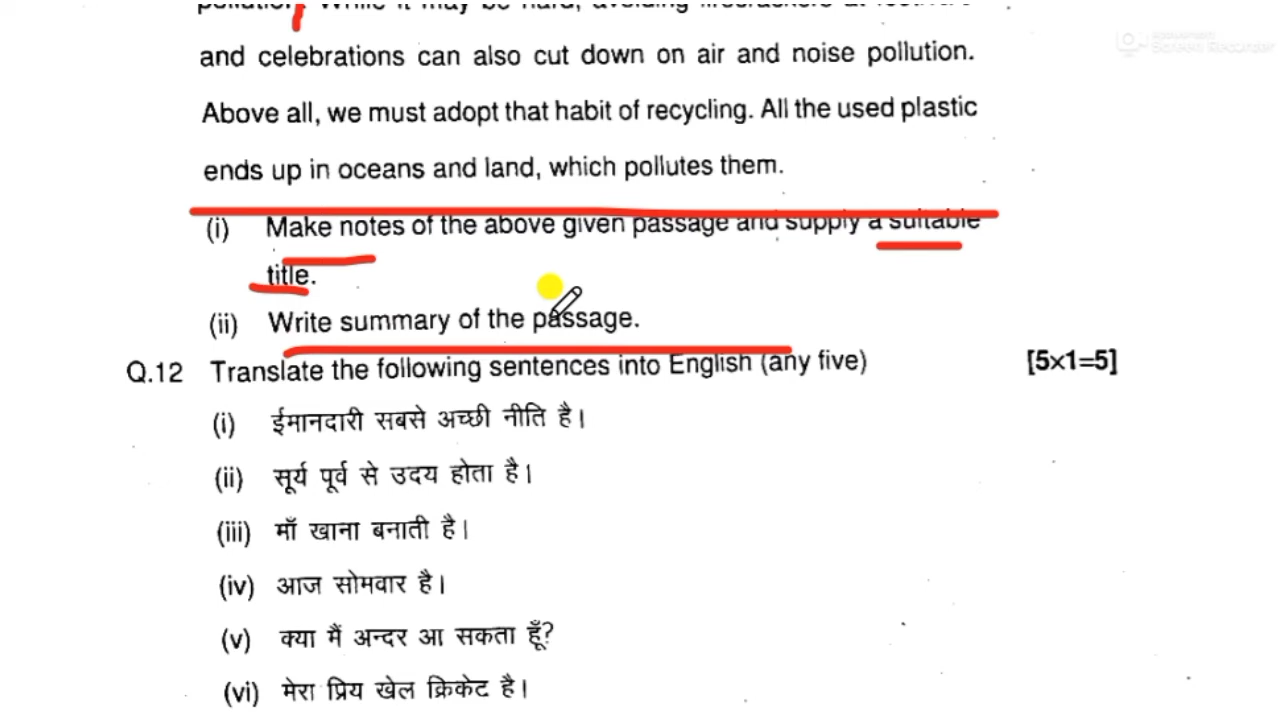 and celebrations can also cut down on air and noise pollution.
Above all, we must adopt that habit of recycling. All the used plastic
ends up in oceans and land, which pollutes them.
(i) Make notes of the above given passage and supply a suitable
title.
(ii) Write summary of the passage.
Q.12 Translate the following sentences into English (any five) [5×1=5]
(i) ईमानदारी सबसे अच्छी नीति है।
(ii) सूर्य पूर्व से उदय होता है।
(iii) माँ खाना बनाती है।
(iv) आज सोमवार है।
(v) क्या मैं अन्दर आ सकता हूँ?
(vi) मेरा प्रिय खेल क्रिकेट है।
Screen Recorder